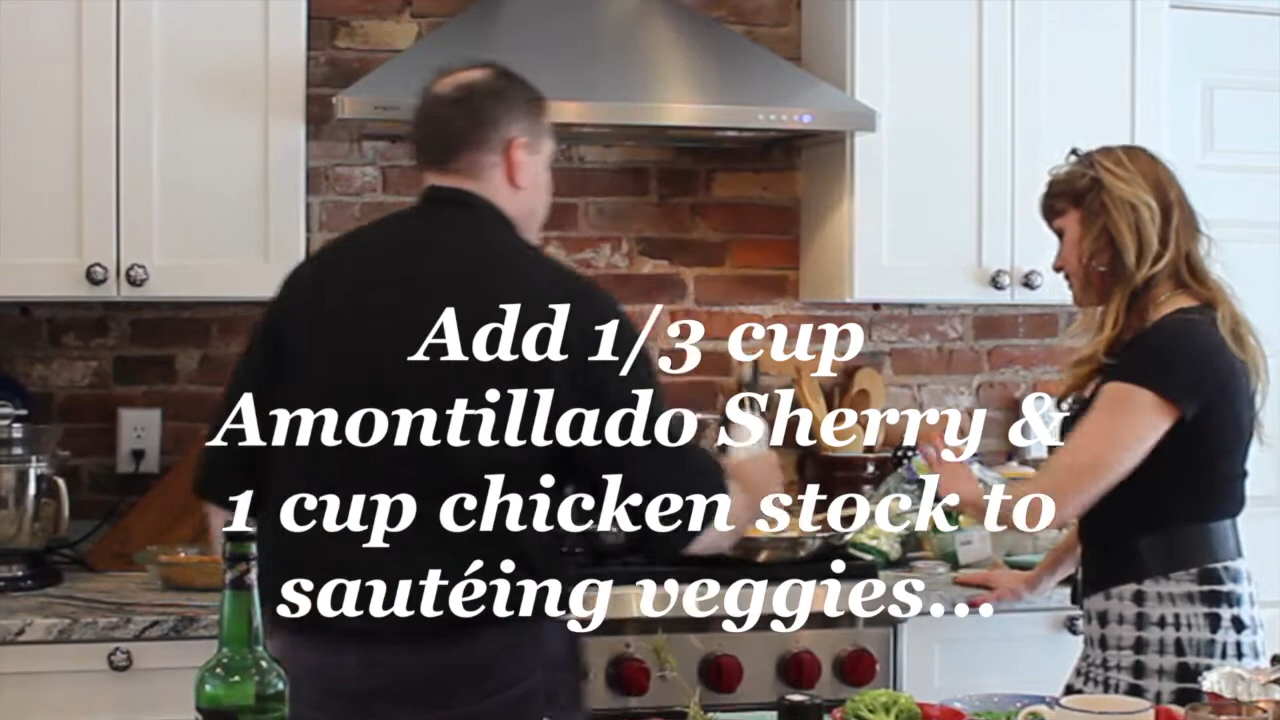 Add 1/3 cup
Amontillado Sherry &
1 cup chicken stock to
sautéing veggies...